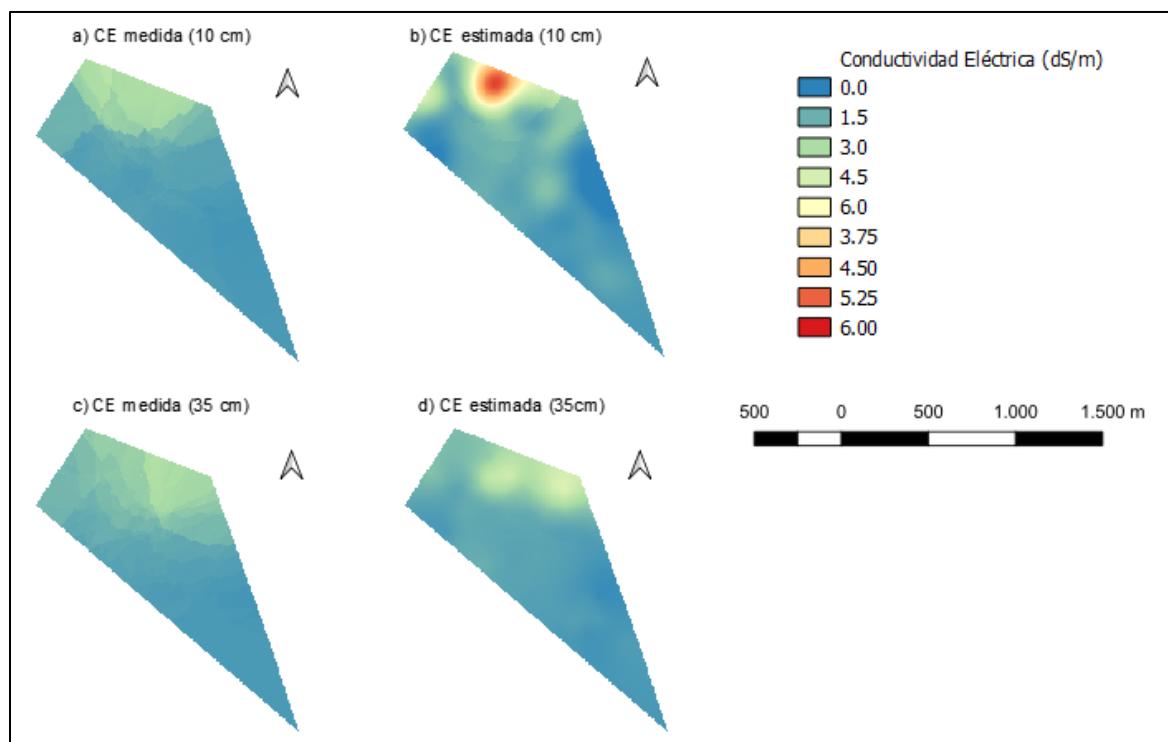 a) CE medida (10 cm)
b) CE estimada (10 cm)
Conductividad Eléctrica (dS/m)
0.0
1.5
3.0
4.5
6.0
3.75
4.50
5.25
6.00
c) CE medida (35 cm)
d) CE estimada (35cm)
500 0 500 1.000 1.500 m